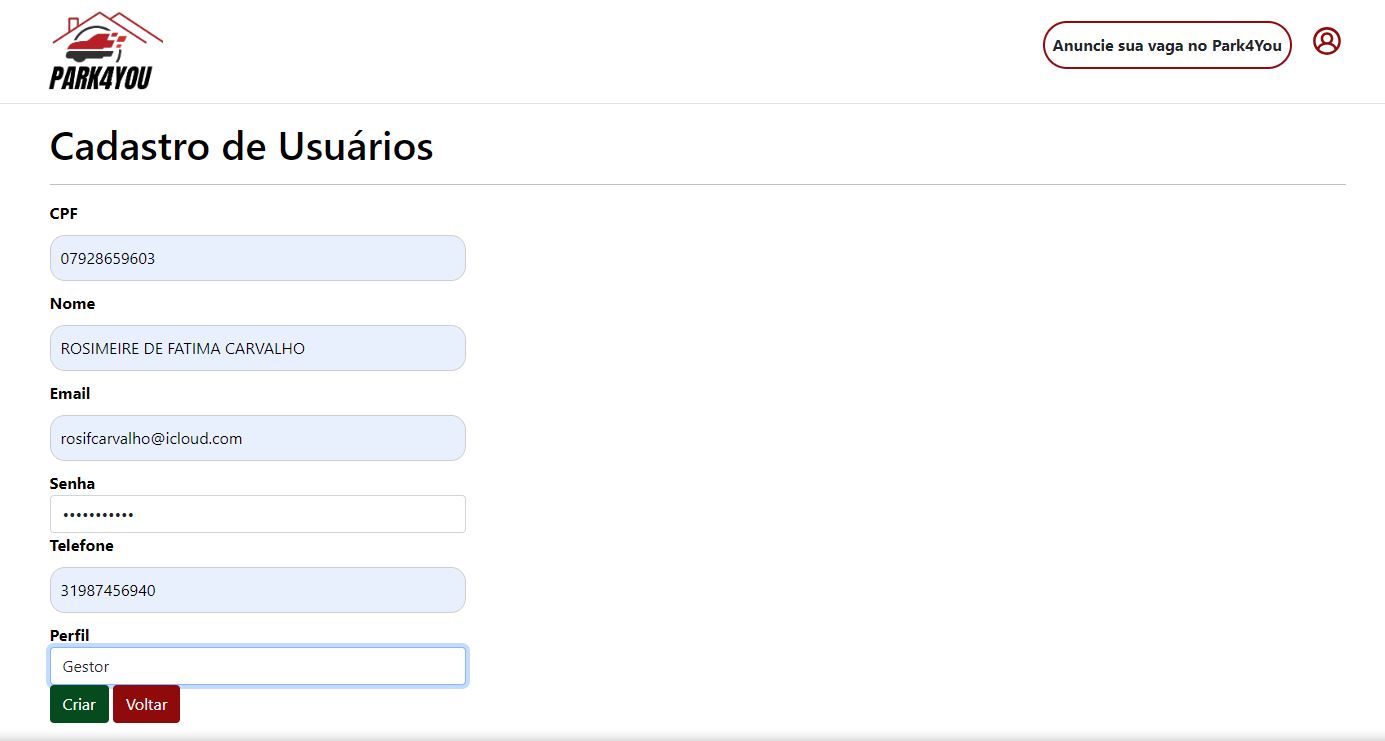 PARK4YOU
Anuncie sua vaga no Park4You
Cadastro de Usuários
CPF
07928659603
Nome
ROSIMEIRE DE FATIMA CARVALHO
Email
rosifcarvalho@icloud.com
Senha
•••••••••••
Telefone
31987456940
Perfil
Gestor
Criar Voltar